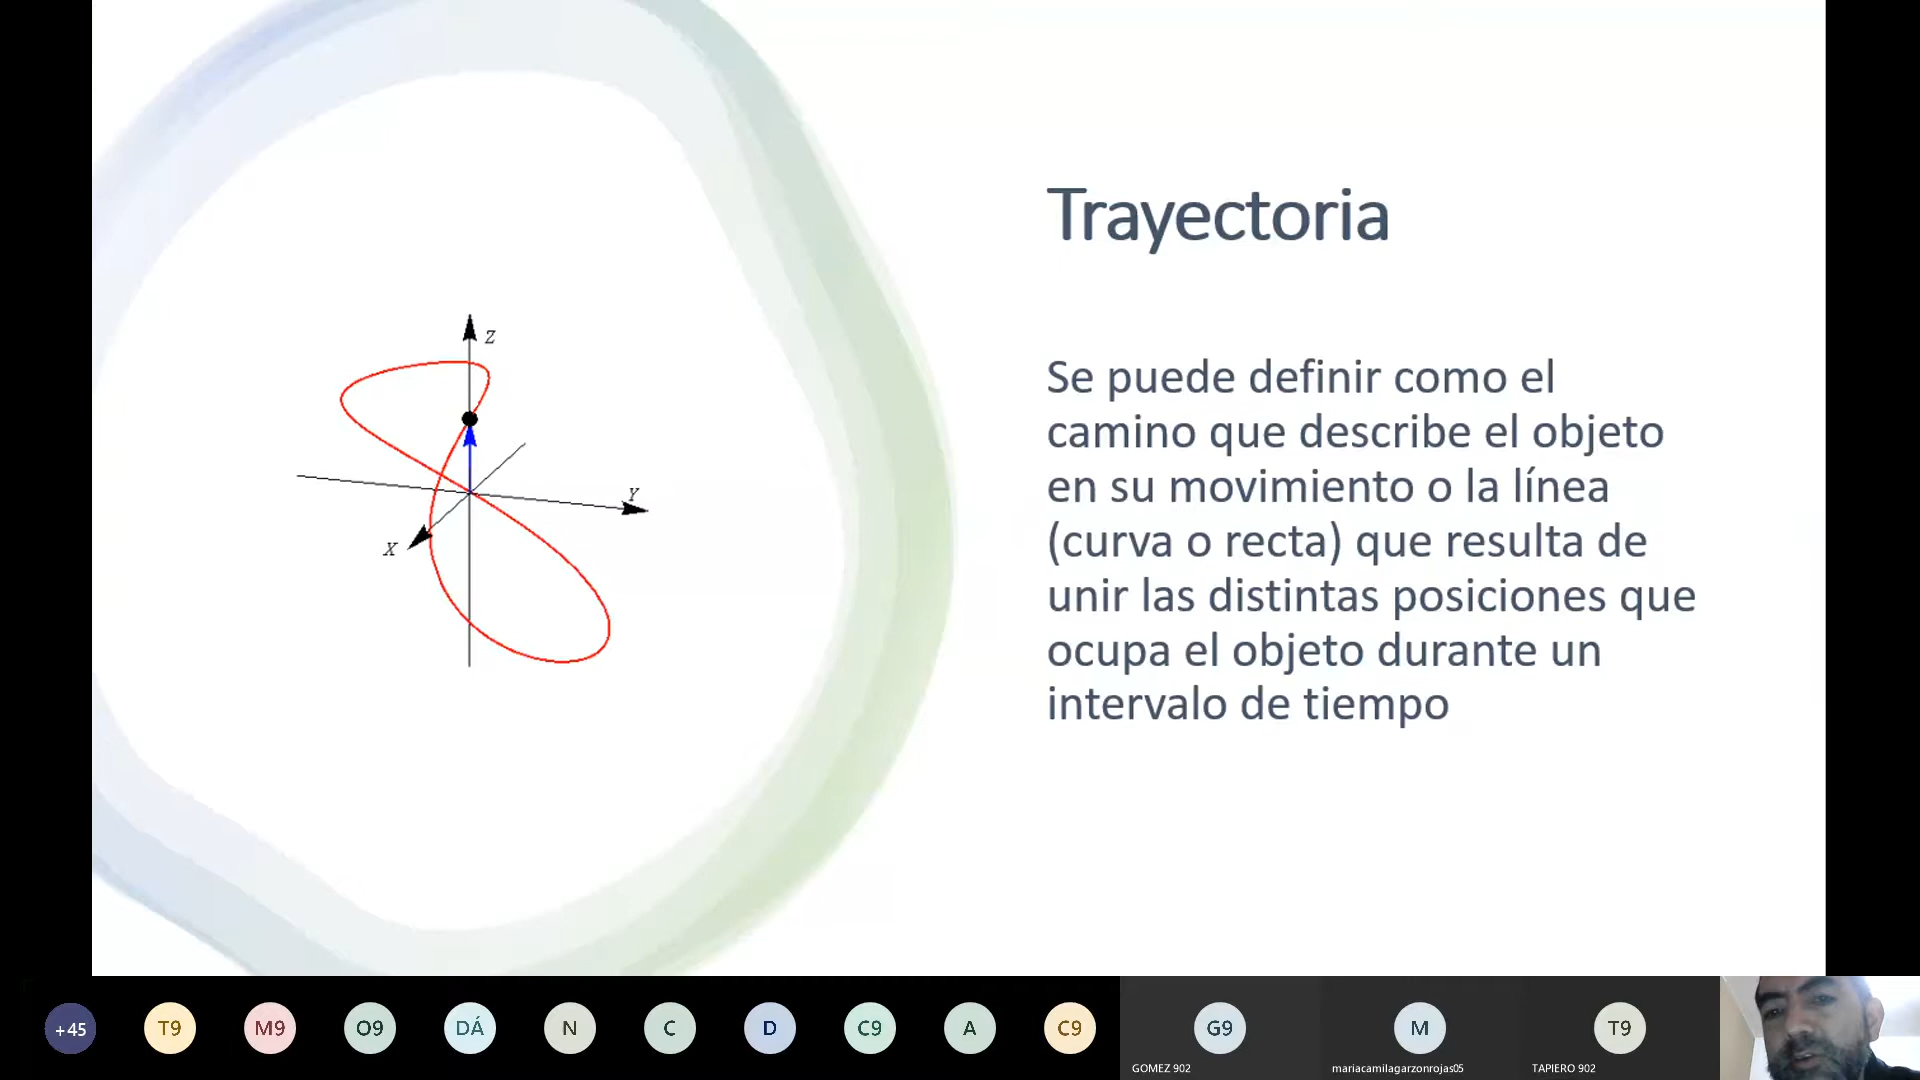 Trayectoria
Se puede definir como el
camino que describe el objeto
en su movimiento o la línea
(curva o recta) que resulta de
unir las distintas posiciones que
ocupa el objeto durante un
intervalo de tiempo
Z
Y
X
+45
T9
M9
O9
DÁ
N
C
D
C9
A
C9
G9
M
T9
GOMEZ 902
mariacamilagarzonrojas05
TAPIERO 902